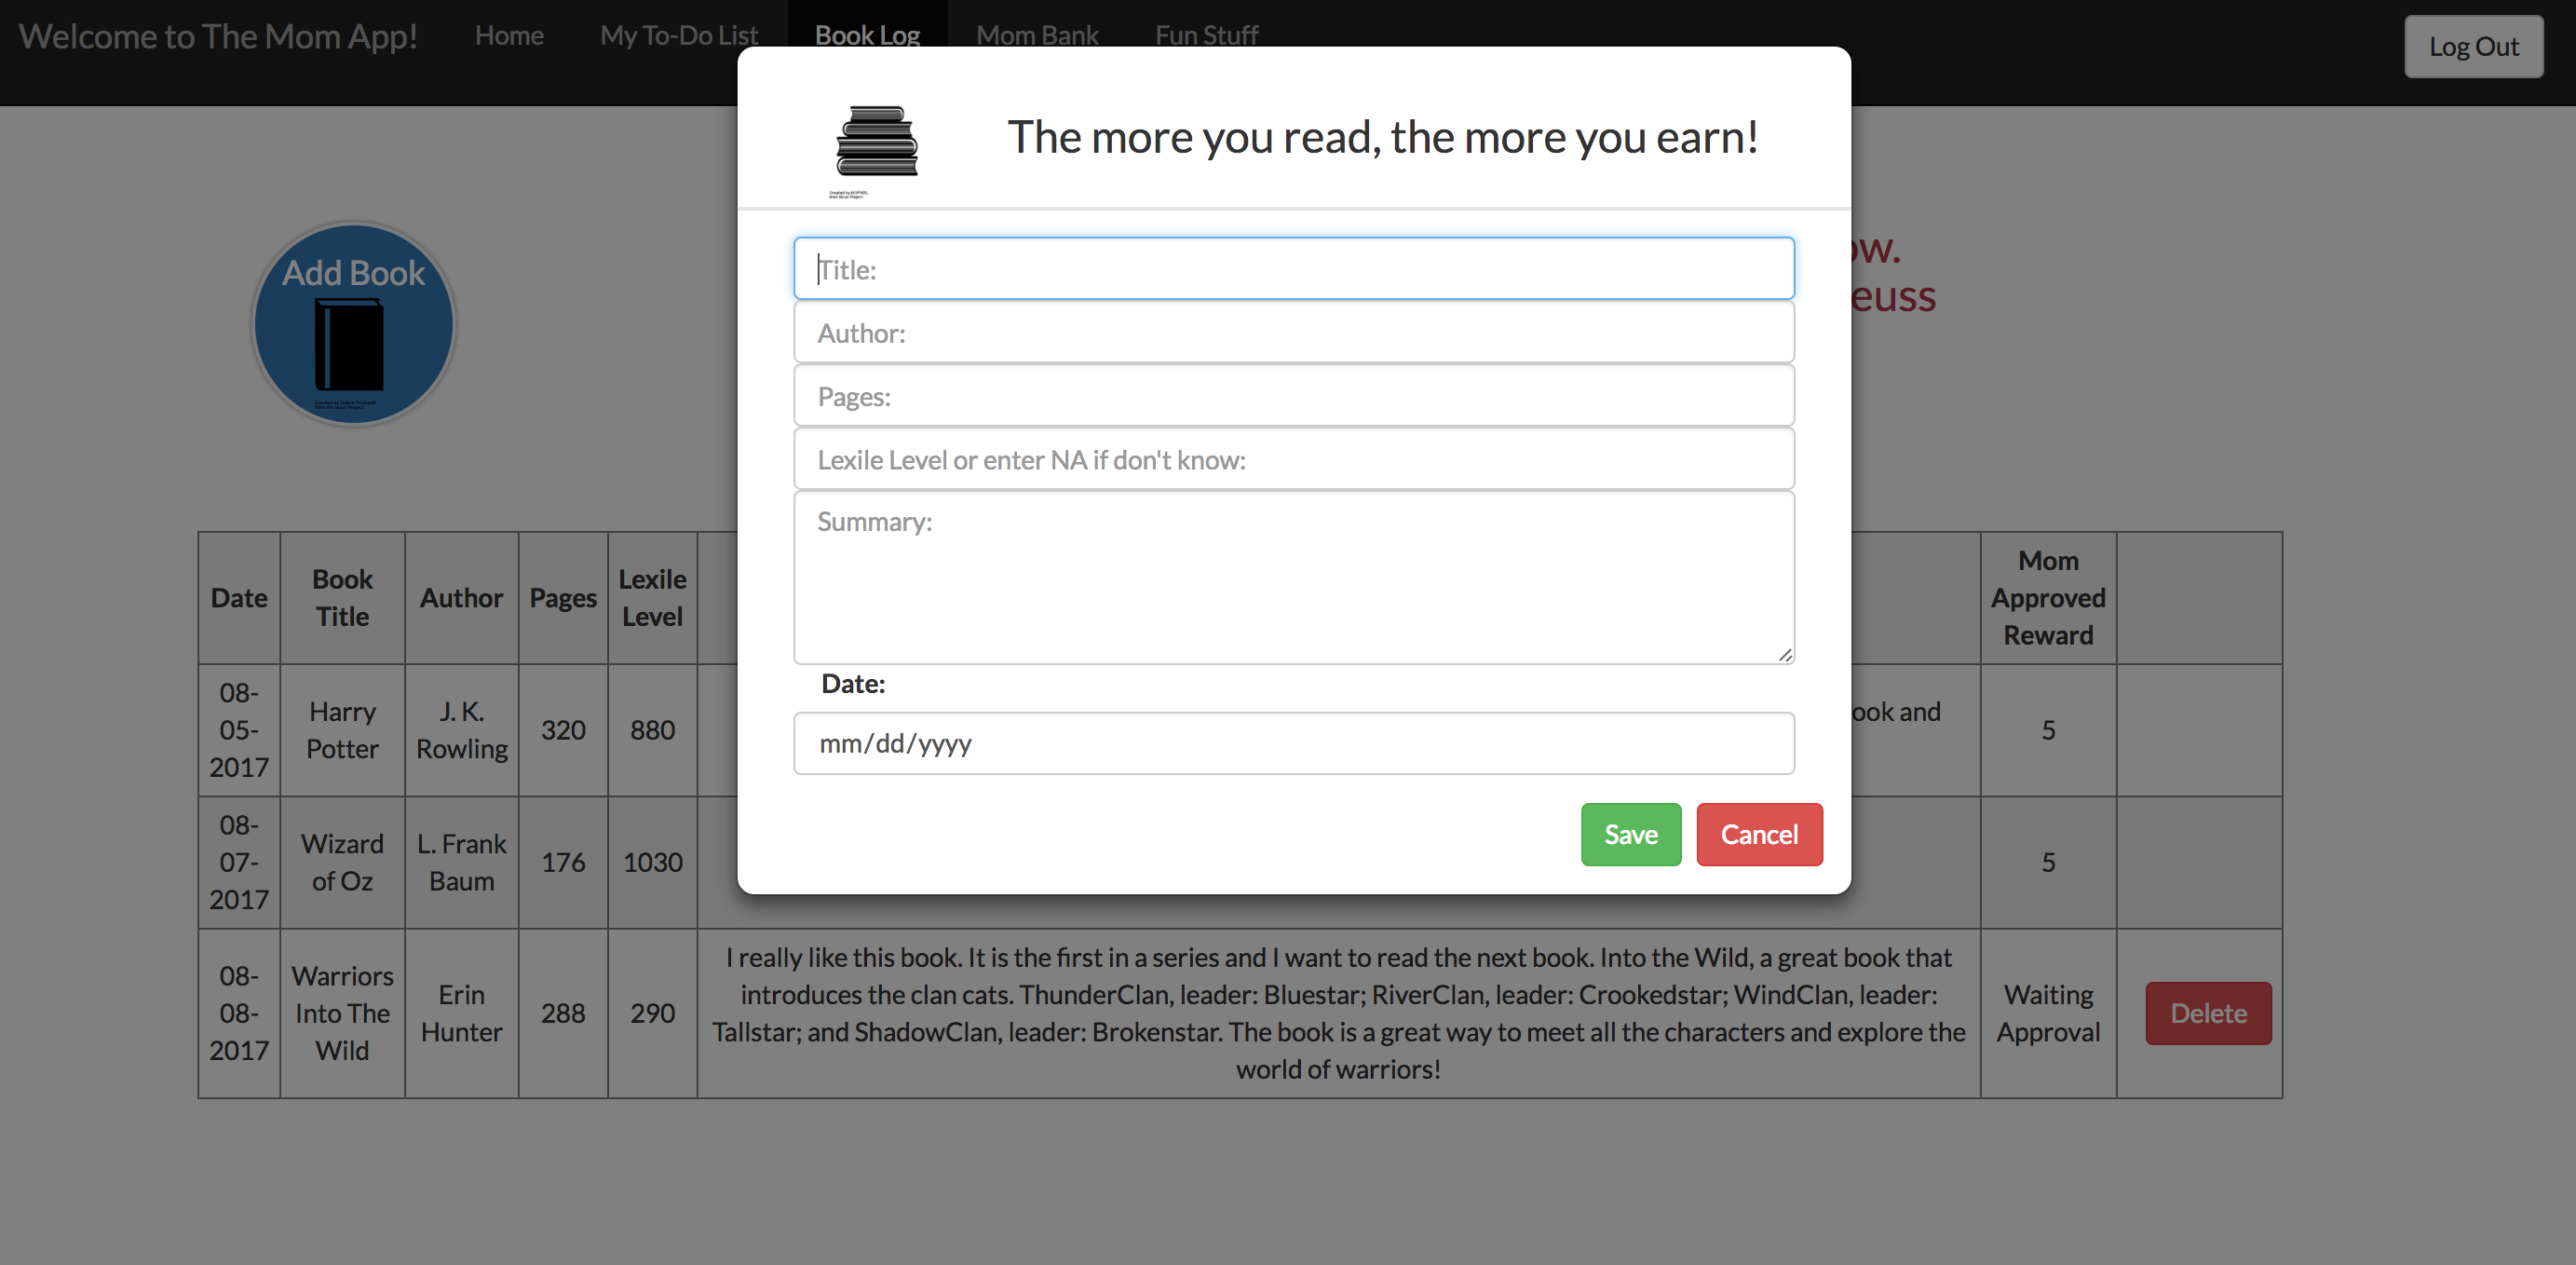 Welcome to The Mom App!
Home
My To-Do List
Book Log
Mom Bank
Fun Stuff
Log Out
The more you read, the more you earn!
Title:
Author:
Pages:
Lexile Level or enter NA if don't know:
Summary:
Date:
mm/dd/yyyy
Save
Cancel
Add Book
Date
Book
Title
Author
Pages
Lexile
Level
Mom
Approved
Reward
08-
05-
2017
Harry
Potter
J. K.
Rowling
320
880
and
5
08-
07-
2017
Wizard
of Oz
L. Frank
Baum
176
1030
5
08-
08-
2017
Warriors
Into The
Wild
Erin
Hunter
288
290
I really like this book. It is the first in a series and I want to read the next book. Into the Wild, a great book that
introduces the clan cats. ThunderClan, leader: Bluestar; RiverClan, leader: Crookedstar; WindClan, leader:
Tallstar; and ShadowClan, leader: Brokenstar. The book is a great way to meet all the characters and explore the
world of warriors!
Waiting
Approval
Delete